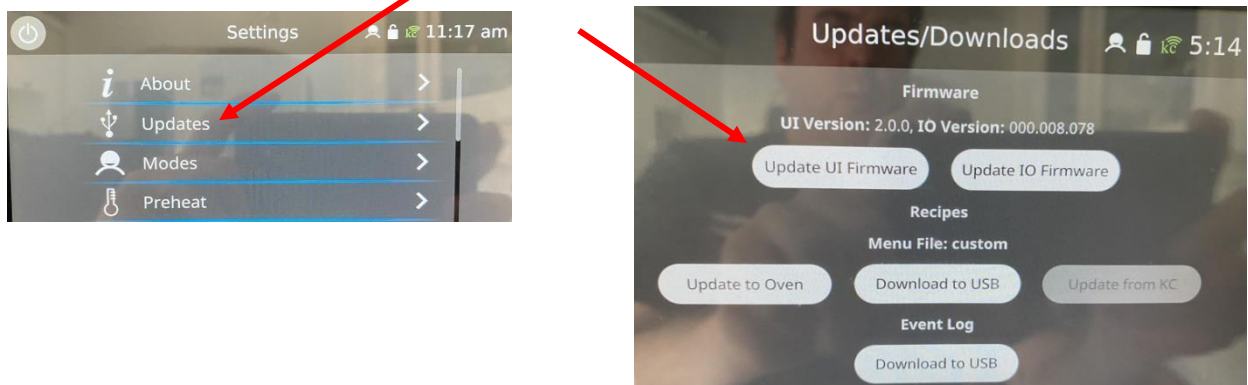 Settings
KC 11:17 am
i About
Updates
Modes
Preheat
Updates/Downloads
KC 5:14
Firmware
UI Version: 2.0.0, IO Version: 000.008.078
Update UI Firmware Update IO Firmware
Recipes
Menu File: custom
Update to Oven Download to USB Update from KC
Event Log
Download to USB